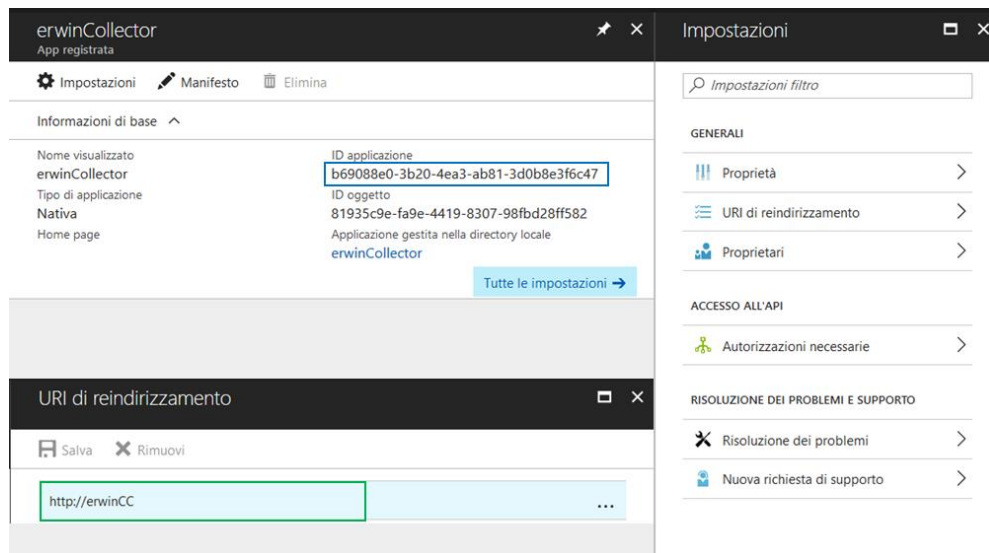 erwinCollector
App registrata
Impostazioni Manifesto Elimina
Informazioni di base
Nome visualizzato
erwinCollector
Tipo di applicazione
Nativa
Home page
ID applicazione
b69088e0-3b20-4ea3-ab81-3d0b8e3f6c47
ID oggetto
81935c9e-fa9e-4419-8307-98fbd28ff582
Applicazione gestita nella directory locale
erwinCollector
Tutte le impostazioni →
URI di reindirizzamento
Salva Rimuovi
http://erwinCC
...
Impostazioni
Impostazioni filtro
GENERALI
Proprietà
URI di reindirizzamento
Proprietari
ACCESSO ALL'API
Autorizzazioni necessarie
RISOLUZIONE DEI PROBLEMI E SUPPORTO
Risoluzione dei problemi
Nuova richiesta di supporto